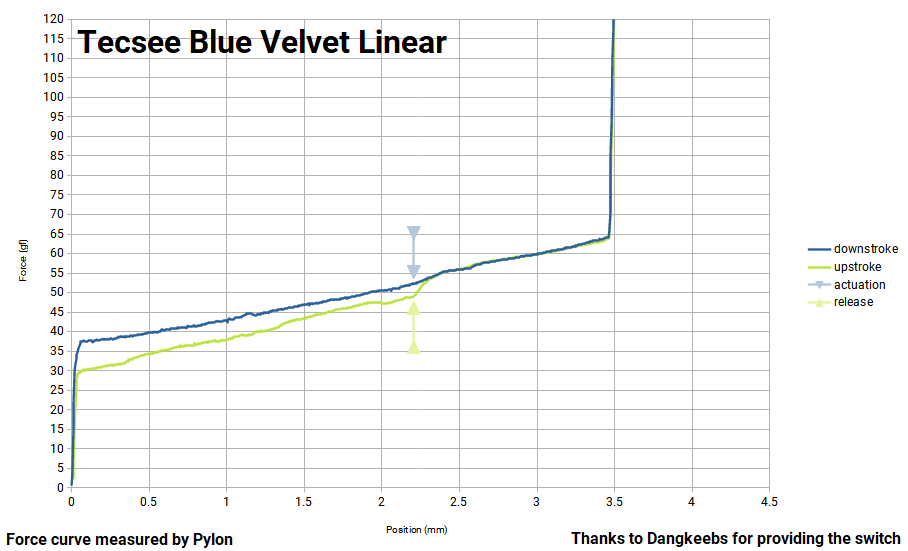 Tecsee Blue Velvet Linear
120
115
110
105
100
95
90
85
80
75
70
65
60
55
50
45
40
35
30
25
20
15
10
5
0
Force (gf)
0 0.5 1 1.5 2 2.5 3 3.5 4 4.5
Position (mm)
downstroke
upstroke
actuation
release
Force curve measured by Pylon
Thanks to Dangkeebs for providing the switch